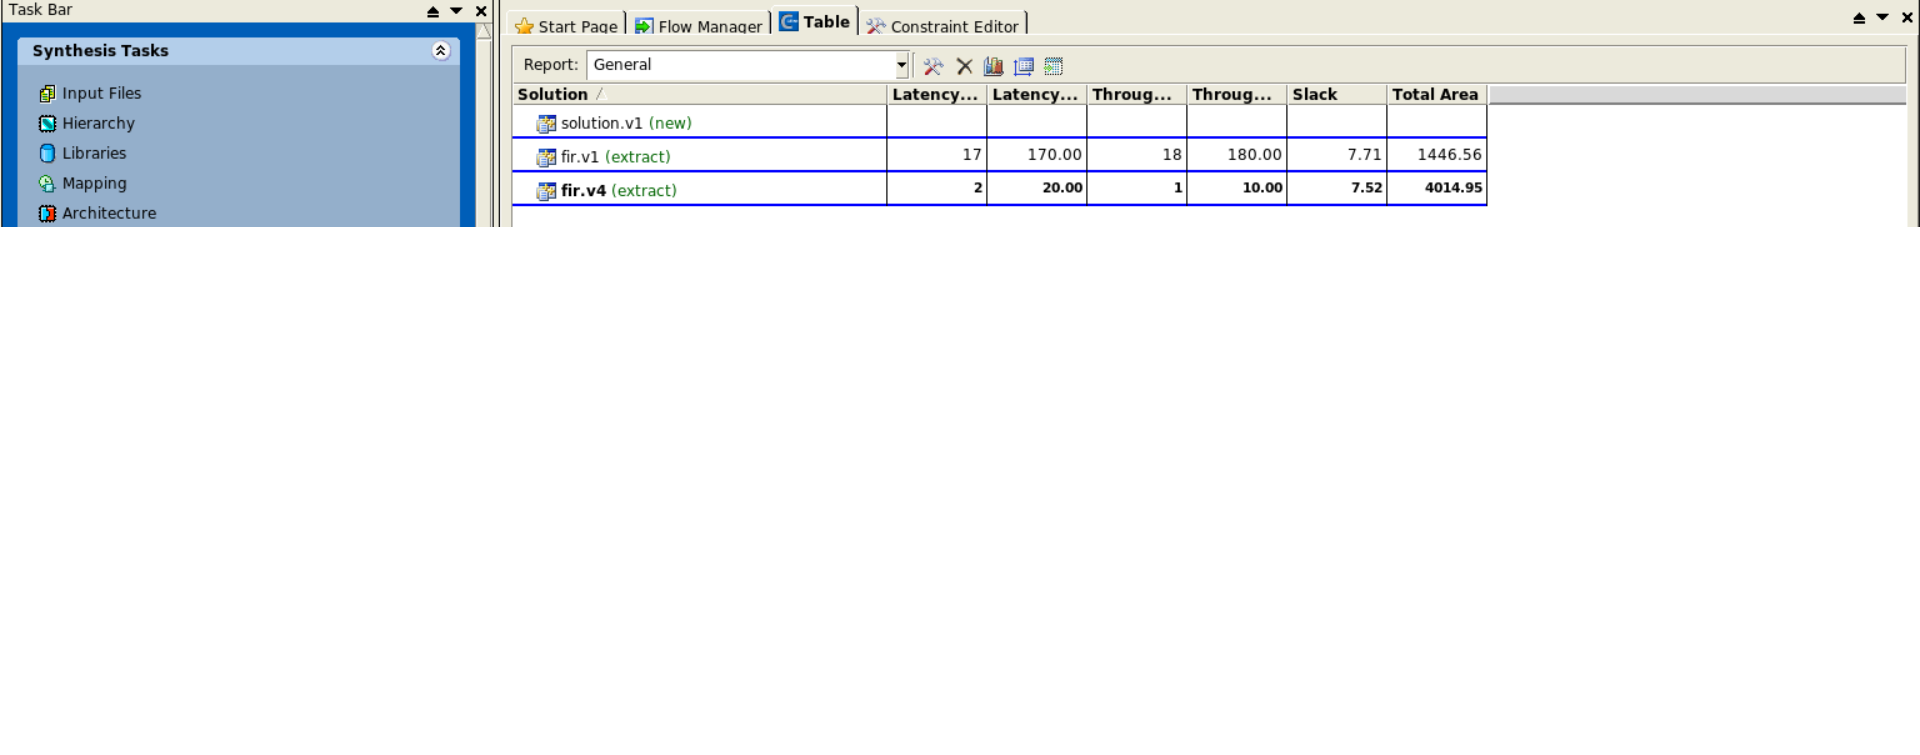 Task Bar
Synthesis Tasks
Input Files
Hierarchy
Libraries
Mapping
Architecture
Start Page Flow Manager Table Constraint Editor
Report: General
Solution Latency... Latency... Throug... Throug... Slack Total Area
solution.v1 (new)
fir.v1 (extract) 17 170.00 18 180.00 7.71 1446.56
fir.v4 (extract) 2 20.00 1 10.00 7.52 4014.95